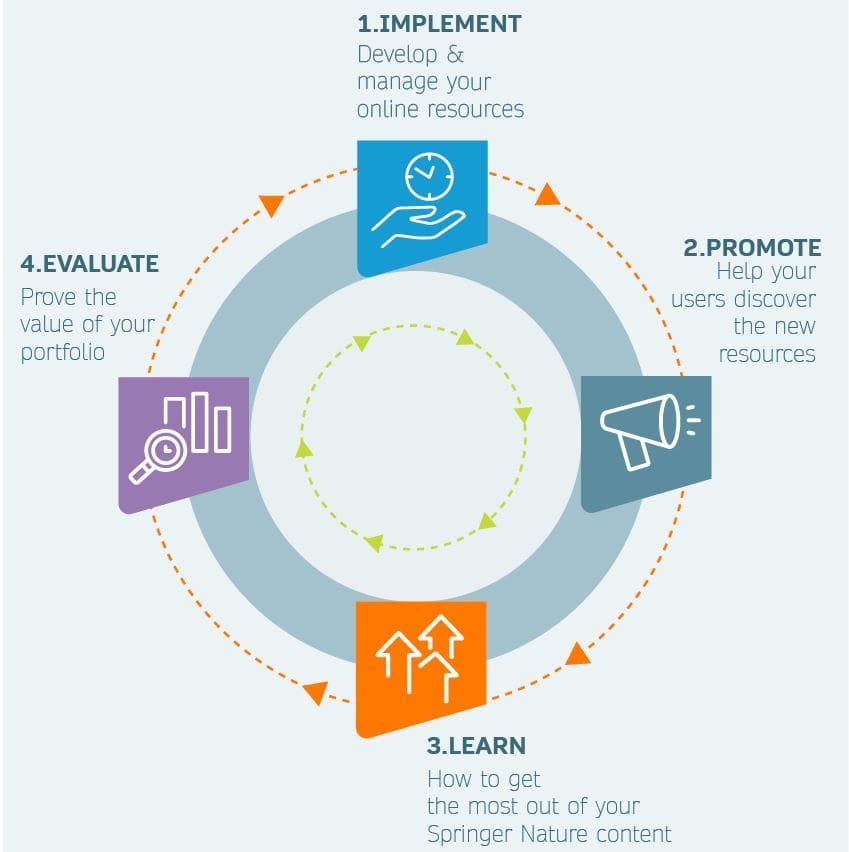 1.IMPLEMENT
Develop &
manage your
online resources
2.PROMOTE
Help your
users discover
the new
resources
3.LEARN
How to get
the most out of your
Springer Nature content
4.EVALUATE
Prove the
value of your
portfolio